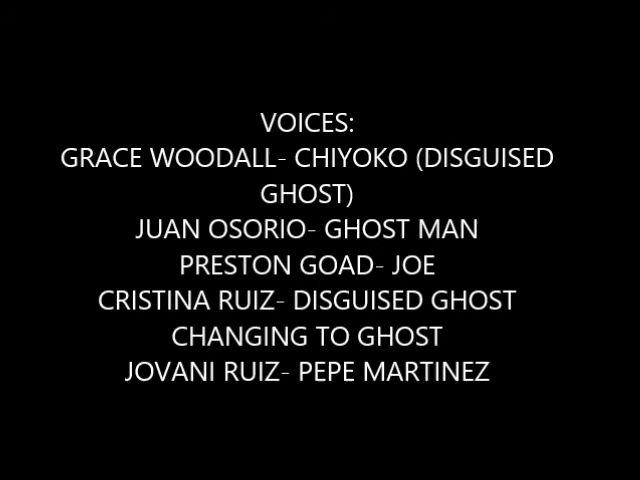 VOICES:
GRACE WOODALL- CHIYOKO (DISGUISED
GHOST)
JUAN OSORIO- GHOST MAN
PRESTON GOAD- JOE
CRISTINA RUIZ- DISGUISED GHOST
CHANGING TO GHOST
JOVANI RUIZ- PEPE MARTINEZ